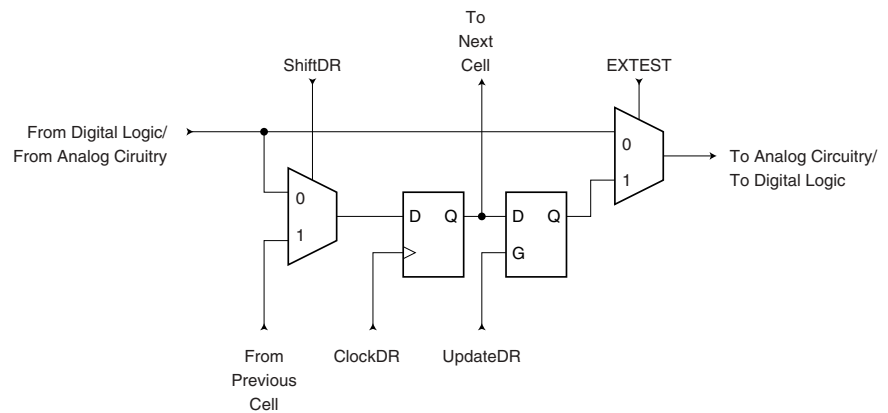 To
Next
Cell
ShiftDR
EXTEST
From Digital Logic/
From Analog Ciruitry
0
1
To Analog Circuitry/
To Digital Logic
0
1
D Q
D Q
G
From
Previous
Cell
ClockDR
UpdateDR